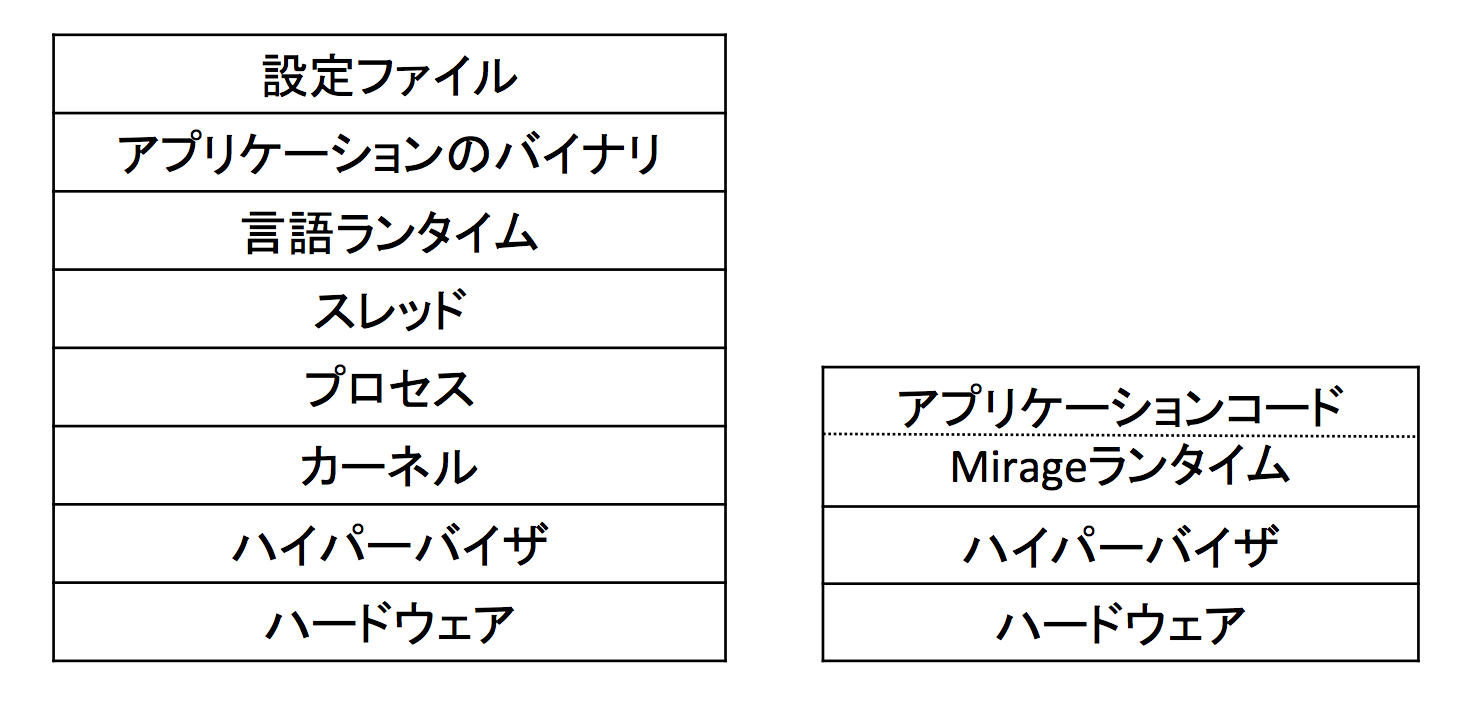 設定ファイル
アプリケーションのバイナリ
言語ランタイム
スレッド
プロセス
カーネル
ハイパーバイザ
ハードウェア
アプリケーションコード
Mirageランタイム
ハイパーバイザ
ハードウェア